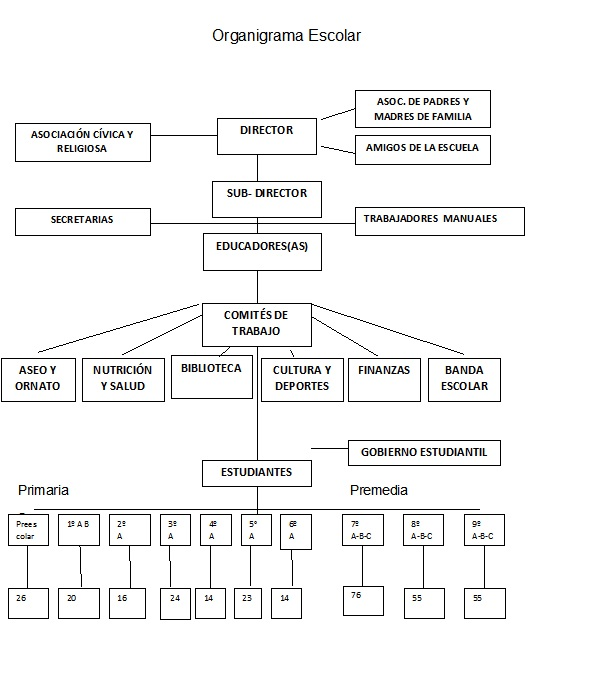 Organigrama Escolar
ASOC. DE PADRES Y
MADRES DE FAMILIA
DIRECTOR
ASOCIACIÓN CÍVICA Y
RELIGIOSA
AMIGOS DE LA ESCUELA
SUB- DIRECTOR
SECRETARIAS
TRABAJADORES MANUALES
EDUCADORES(AS)
COMITÉS DE
TRABAJO
ASEO Y
ORNATO
NUTRICIÓN
Y SALUD
BIBLIOTECA
CULTURA Y
DEPORTES
FINANZAS
BANDA
ESCOLAR
GOBIERNO ESTUDIANTIL
ESTUDIANTES
Primaria
Premedia
Prees
colar
1º A B
2º
A
3º
A
4º
A
5°
A
6º
A
7º
A-B-C
8º
A-B-C
9º
A-B-C
26
20
16
24
14
23
14
76
55
55